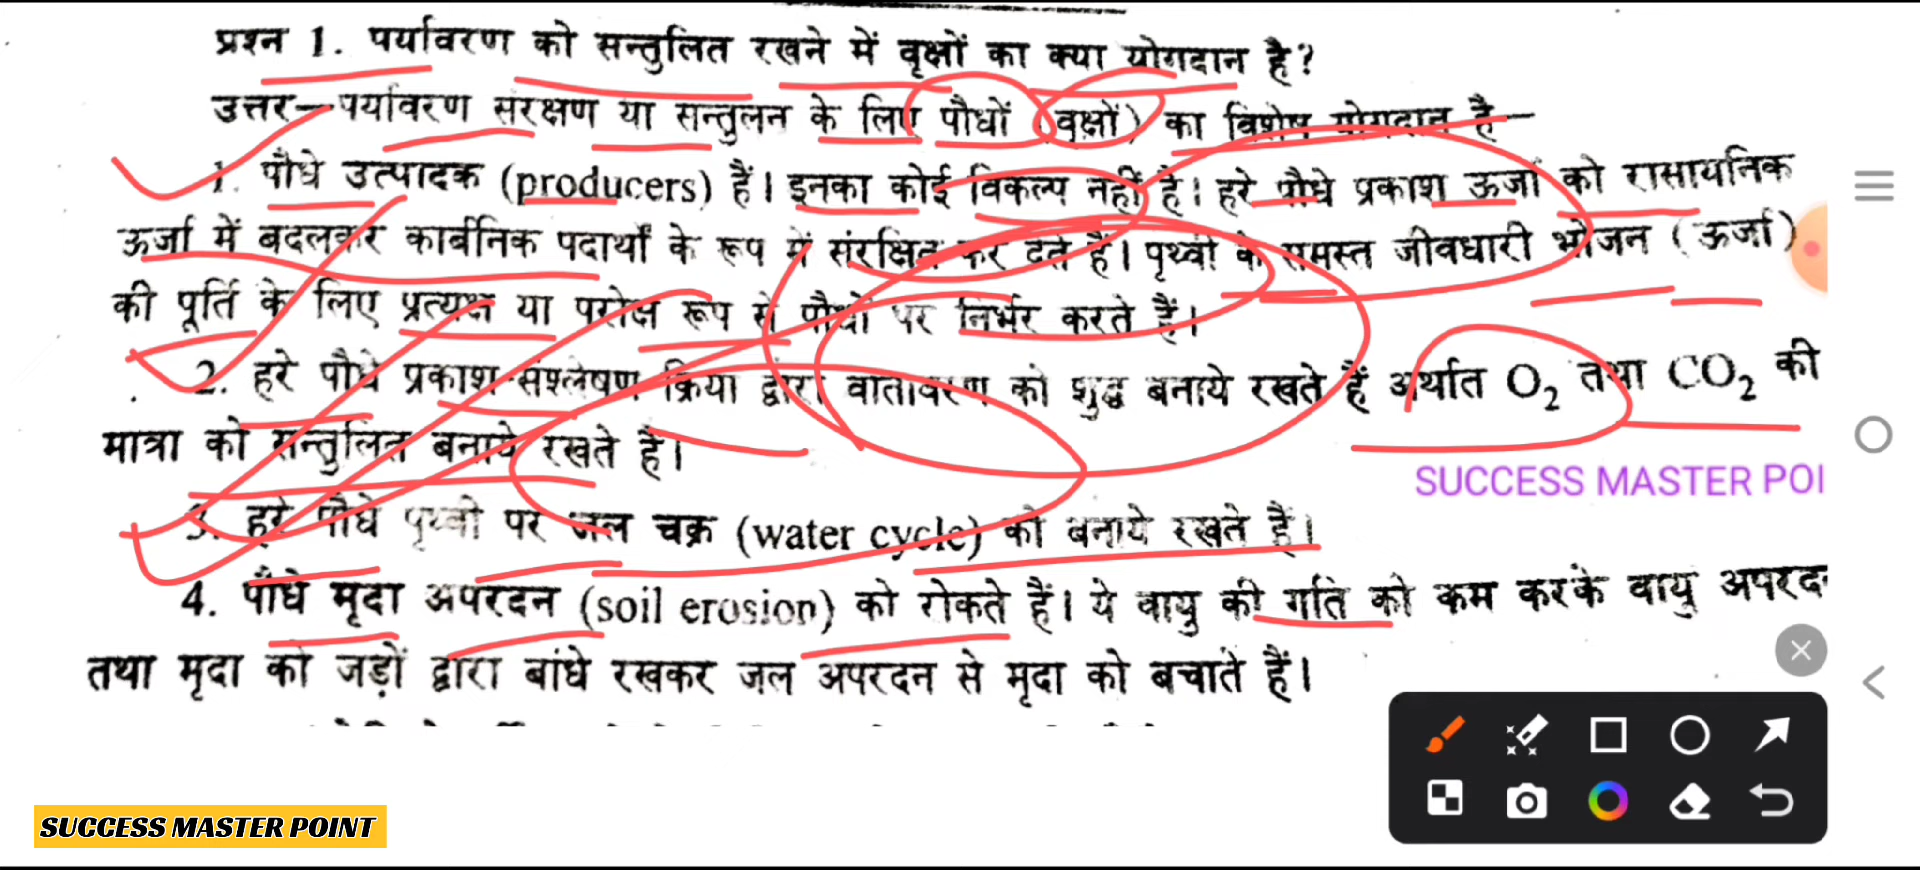 प्रश्न 1. पर्यावरण को सन्तुलित रखने में वृक्षों का क्या योगदान है?
उत्तर—पर्यावरण संरक्षण या सन्तुलन के लिए पौधों (वृक्षों) का विशेष योगदान है—
1. पौधे उत्पादक (producers) हैं। इनका कोई विकल्प नहीं है। हरे पौधे प्रकाश ऊर्जा को रासायनिक
ऊर्जा में बदलकर कार्बनिक पदार्थों के रूप में संरक्षित कर देते हैं। पृथ्वी के समस्त जीवधारी भोजन (ऊर्जा)
की पूर्ति के लिए प्रत्यक्ष या परोक्ष रूप से पौधों पर निर्भर करते हैं।
2. हरे पौधे प्रकाश-संश्लेषण क्रिया द्वारा वातावरण को शुद्ध बनाये रखते हैं अर्थात O₂ तथा CO₂ की
मात्रा को सन्तुलित बनाये रखते हैं।
SUCCESS MASTER POI
3. हरे पौधे पृथ्वी पर जल चक्र (water cycle) को बनाये रखते हैं।
4. पौधे मृदा अपरदन (soil erosion) को रोकते हैं। ये वायु की गति को कम करके वायु अपरदन
तथा मृदा को जड़ों द्वारा बांधे रखकर जल अपरदन से मृदा को बचाते हैं।
SUCCESS MASTER POINT